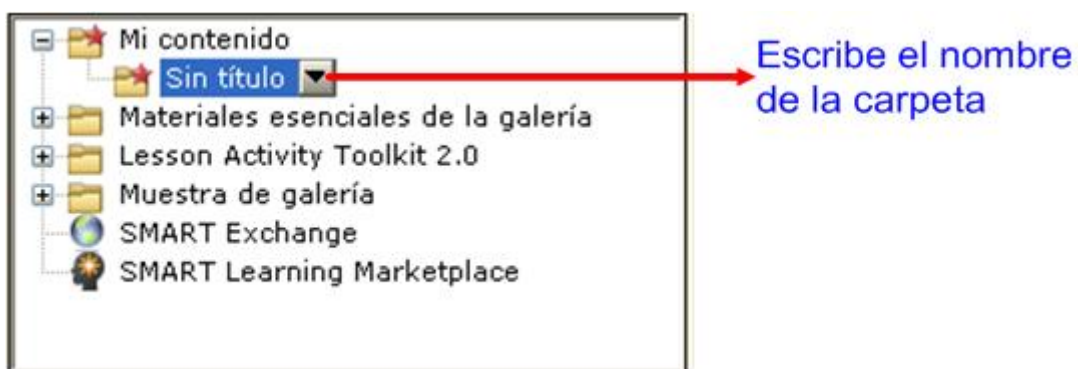 Mi contenido
Sin título
Materiales esenciales de la galería
Lesson Activity Toolkit 2.0
Muestra de galería
SMART Exchange
SMART Learning Marketplace
Escribe el nombre
de la carpeta